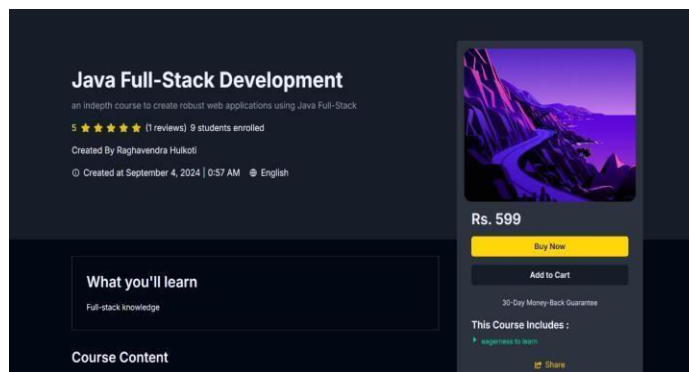 Java Full-Stack Development
an indepth course to create robust web applications using Java Full-Stack
5 (1 reviews) 9 students enrolled
Created By Raghavendra Hulkoti
Created at September 4, 2024 | 0:57 AM English
What you'll learn
Full-stack knowledge
Course Content
Rs. 599
Buy Now
Add to Cart
30-Day Money-Back Guarantee
This Course Includes :
eagerness to learn
Share